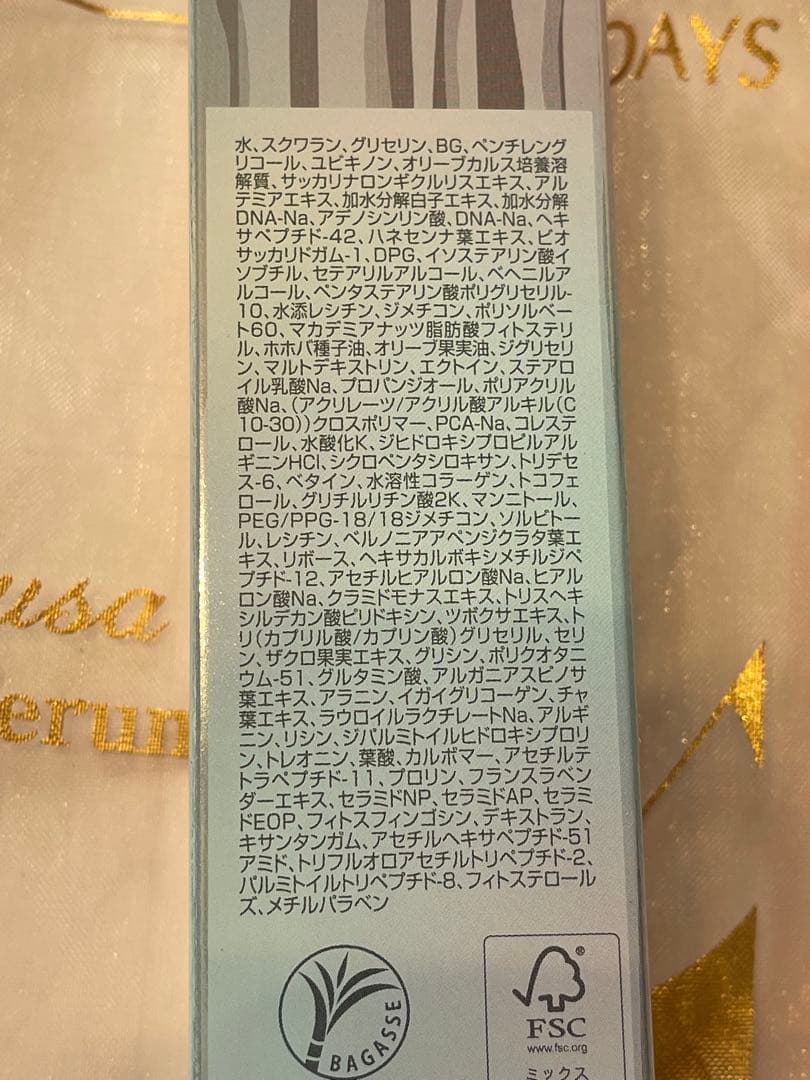 DAYS
水、スクワラン、グリセリン、BG、ペンチレング
リコール、ユビキノン、オリーブカルス培養溶
解質、サッカリナロンギクルリスエキス、アル
テミアエキス、加水分解白子エキス、加水分解
DNA-Na、アデノシンリン酸、DNA-Na、ヘキ
サペプチド-42、ハネセンナ葉エキス、ビオ
サッカリドガム-1、DPG、イソステアリン酸イ
ソブチル、セテアリルアルコール、ベヘニルア
ルコール、ペンタステアリン酸ポリグリセリル-
10、水添レシチン、ジメチコン、ポリソルベー
ト60、マカデミアナッツ脂肪酸フィトステリ
ル、ホホバ種子油、オリーブ果実油、ジグリセリ
ン、マルトデキストリン、エクトイン、ステアロ
イル乳酸Na、プロパンジオール、ポリアクリル
酸Na、(アクリレーツ/アクリル酸アルキル(C
10-30))クロスポリマー、PCA-Na、コレステ
ロール、水酸化K、ジヒドロキシプロピルアル
ギニンHCl、シクロペンタシロキサン、トリデセ
ス-6、ベタイン、水溶性コラーゲン、トコフェ
ロール、グリチルリチン酸2K、マンニトール、
PEG/PPG-18/18ジメチコン、ソルビトー
ル、レシチン、ベルノニアアペンジクラタ葉エ
キス、リボース、ヘキサカルボキシメチルジペ
プチド-12、アセチルヒアルロン酸Na、ヒアル
ロン酸Na、クラミドモナスエキス、トリスヘキ
シルデカン酸ピリドキシン、ツボクサエキス、ト
リ(カプリル酸/カプリン酸)グリセリル、セリ
ン、ザクロ果実エキス、グリシン、ポリクオタニ
ウム-51、グルタミン酸、アルガニアスピノサ
葉エキス、アラニン、イガイグリコーゲン、チャ
葉エキス、ラウロイルラクチレートNa、アルギ
ニン、リシン、ジパルミトイルヒドロキシプロリ
ン、トレオニン、葉酸、カルボマー、アセチルテ
トラペプチド-11、プロリン、フランスラベン
ダーエキス、セラミドNP、セラミドAP、セラミ
ドEOP、フィトスフィンゴシン、デキストラン、
キサンタンガム、アセチルヘキサペプチド-51
アミド、トリフルオロアセチルトリペプチド-2、
パルミトイルトリペプチド-8、フィトステロール
ズ、メチルパラベン
usa
erum
BAGASSE
FSC
www.fsc.org
ミックス